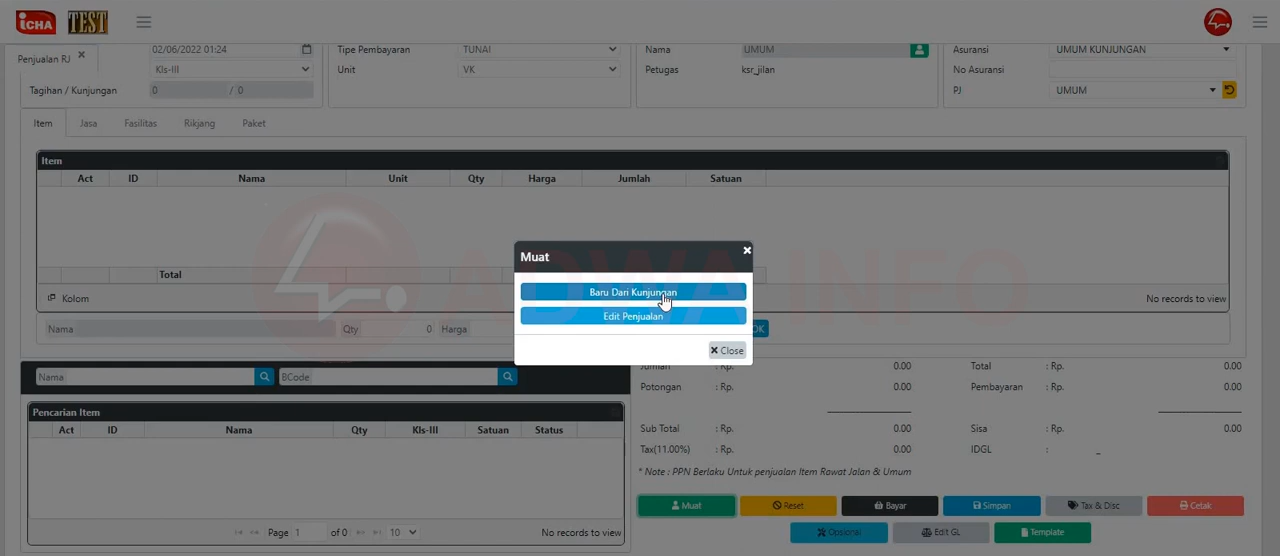 iCHA TEST
Penjualan RJ ×
02/06/2022 01:24
Tipe Pembayaran TUNAI
Nama UMUM
Asuransi UMUM KUNJUNGAN
Kls-III
Unit VK
Petugas ksr_jilan
No Asuransi
Tagihan / Kunjungan 0 / 0
PJ UMUM
Item Jasa Fasilitas Rikjang Paket
Item
Act ID Nama Unit Qty Harga Jumlah Satuan
Total
Kolom
No records to view
Nama Qty 0 Harga OK
ADWA INFO
Muat ×
Baru Dari Kunjungan
Edit Penjualan
× Close
Nama BCode
Pencarian Item
Act ID Nama Qty Kls-III Satuan Status
Page 1 of 0 10 No records to view
Jumlah : Rp. 0.00 Total : Rp. 0.00
Potongan : Rp. 0.00 Pembayaran : Rp. 0.00
Sub Total : Rp. 0.00 Sisa : Rp. 0.00
Tax(11.00%) : Rp. 0.00 IDGL : _
* Note : PPN Berlaku Untuk penjualan Item Rawat Jalan & Umum
Muat Reset Bayar Simpan Tax & Disc Cetak
Opsional Edit GL Template